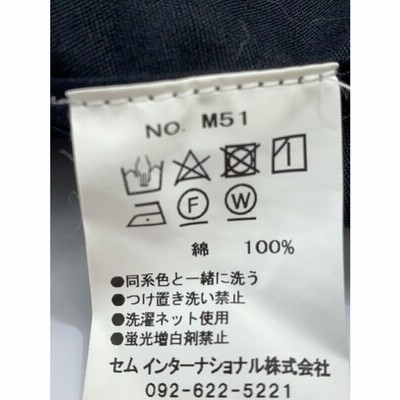 NO. M51
F W
綿 100%
●同系色と一緒に洗う
●つけ置き洗い禁止
●洗濯ネット使用
●蛍光増白剤禁止
セム インターナショナル株式会社
092-622-5221